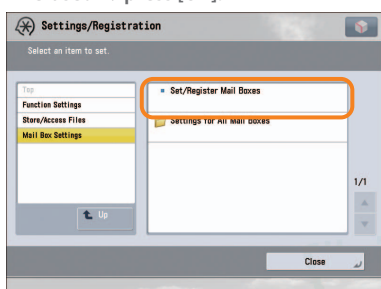 Settings/Registration
Select an item to set.
Top
Function Settings
Store/Access Files
Mail Box Settings
Up
Set/Register Mail Boxes
Settings for All Mail Boxes
1/1
Close